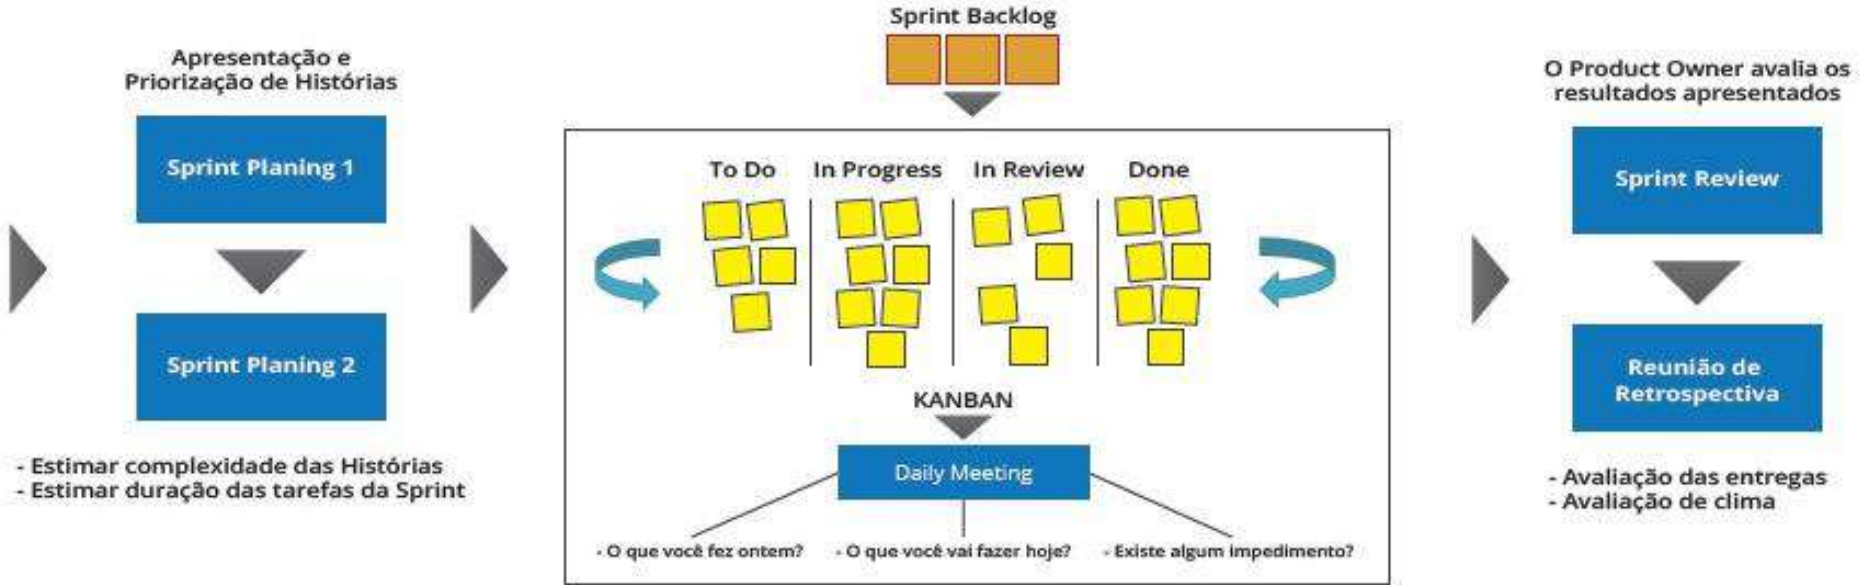 Apresentação e
Priorização de Histórias
Sprint Planing 1
Sprint Planing 2
- Estimar complexidade das Histórias
- Estimar duração das tarefas da Sprint
Sprint Backlog
To Do
In Progress
In Review
Done
KANBAN
Daily Meeting
- O que você fez ontem?
- O que você vai fazer hoje?
- Existe algum impedimento?
O Product Owner avalia os
resultados apresentados
Sprint Review
Reunião de
Retrospectiva
- Avaliação das entregas
- Avaliação de clima